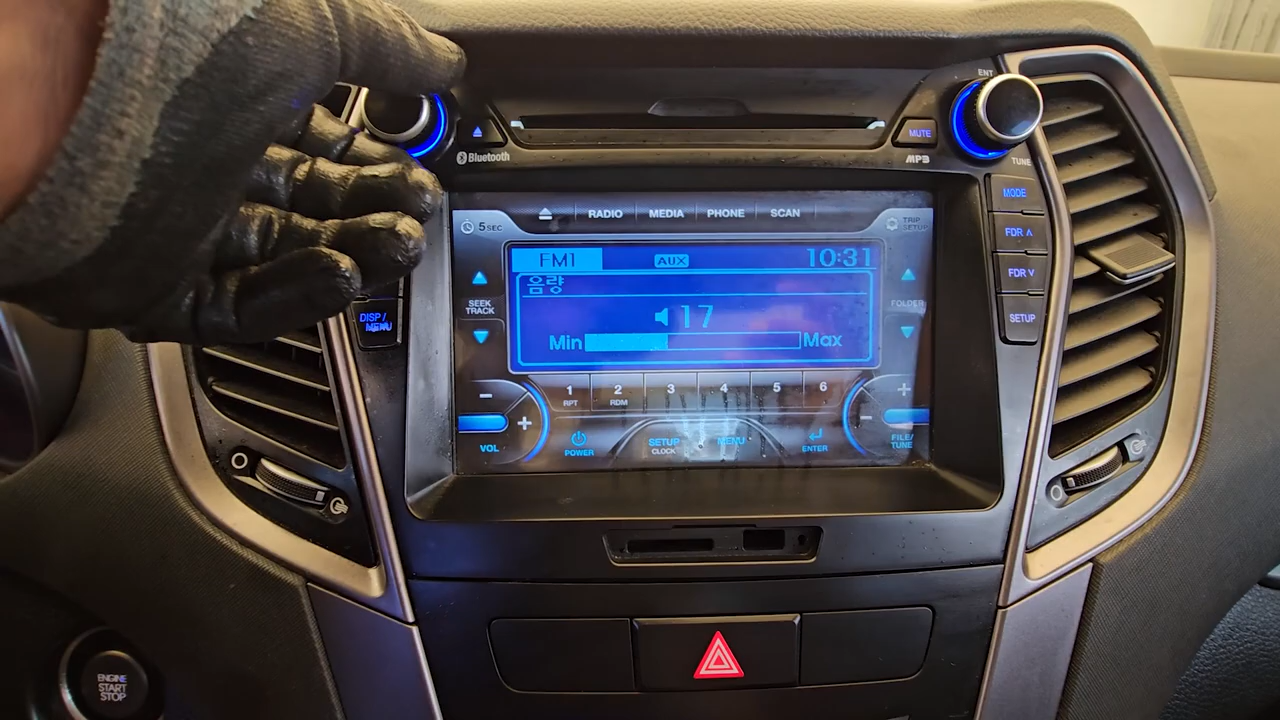 ENT
MUTE
Bluetooth
MP3
TUNE
MODE
FDR ∧
FDR ∨
SETUP
DISP /
MENU
RADIO MEDIA PHONE SCAN
5 SEC
TRIP
SETUP
FM1 AUX 10:31
음량
17
Min Max
SEEK
TRACK
FOLDER
1 2 3 4 5 6
RPT RDM
− +
VOL
POWER
SETUP
CLOCK
MENU
ENTER
+ −
FILE/
TUNE
ENGINE
START
STOP